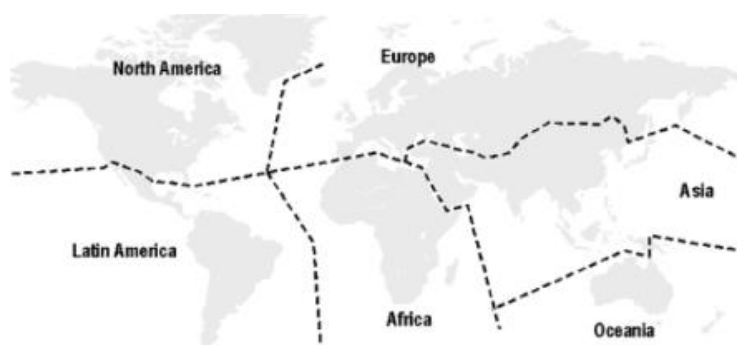 Europe
North America
Asia
Latin America
Africa
Oceania